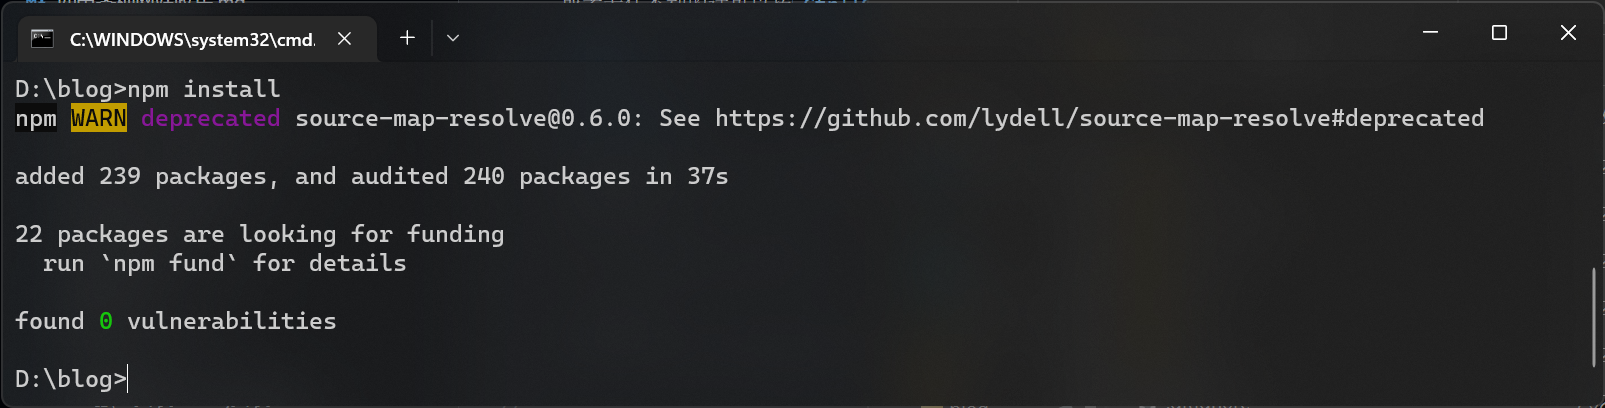 C:\WINDOWS\system32\cmd.
D:\blog>npm install
npm WARN deprecated source-map-resolve@0.6.0: See https://github.com/lydell/source-map-resolve#deprecated
added 239 packages, and audited 240 packages in 37s
22 packages are looking for funding
run `npm fund` for details
found 0 vulnerabilities
D:\blog>